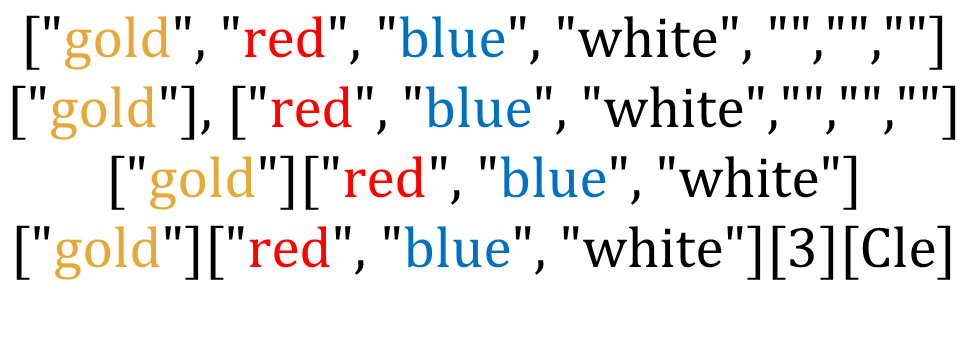 ["gold", "red", "blue", "white", "","",""]
["gold"], ["red", "blue", "white","","",""]
["gold"]["red", "blue", "white"]
["gold"]["red", "blue", "white"][3][Cle]